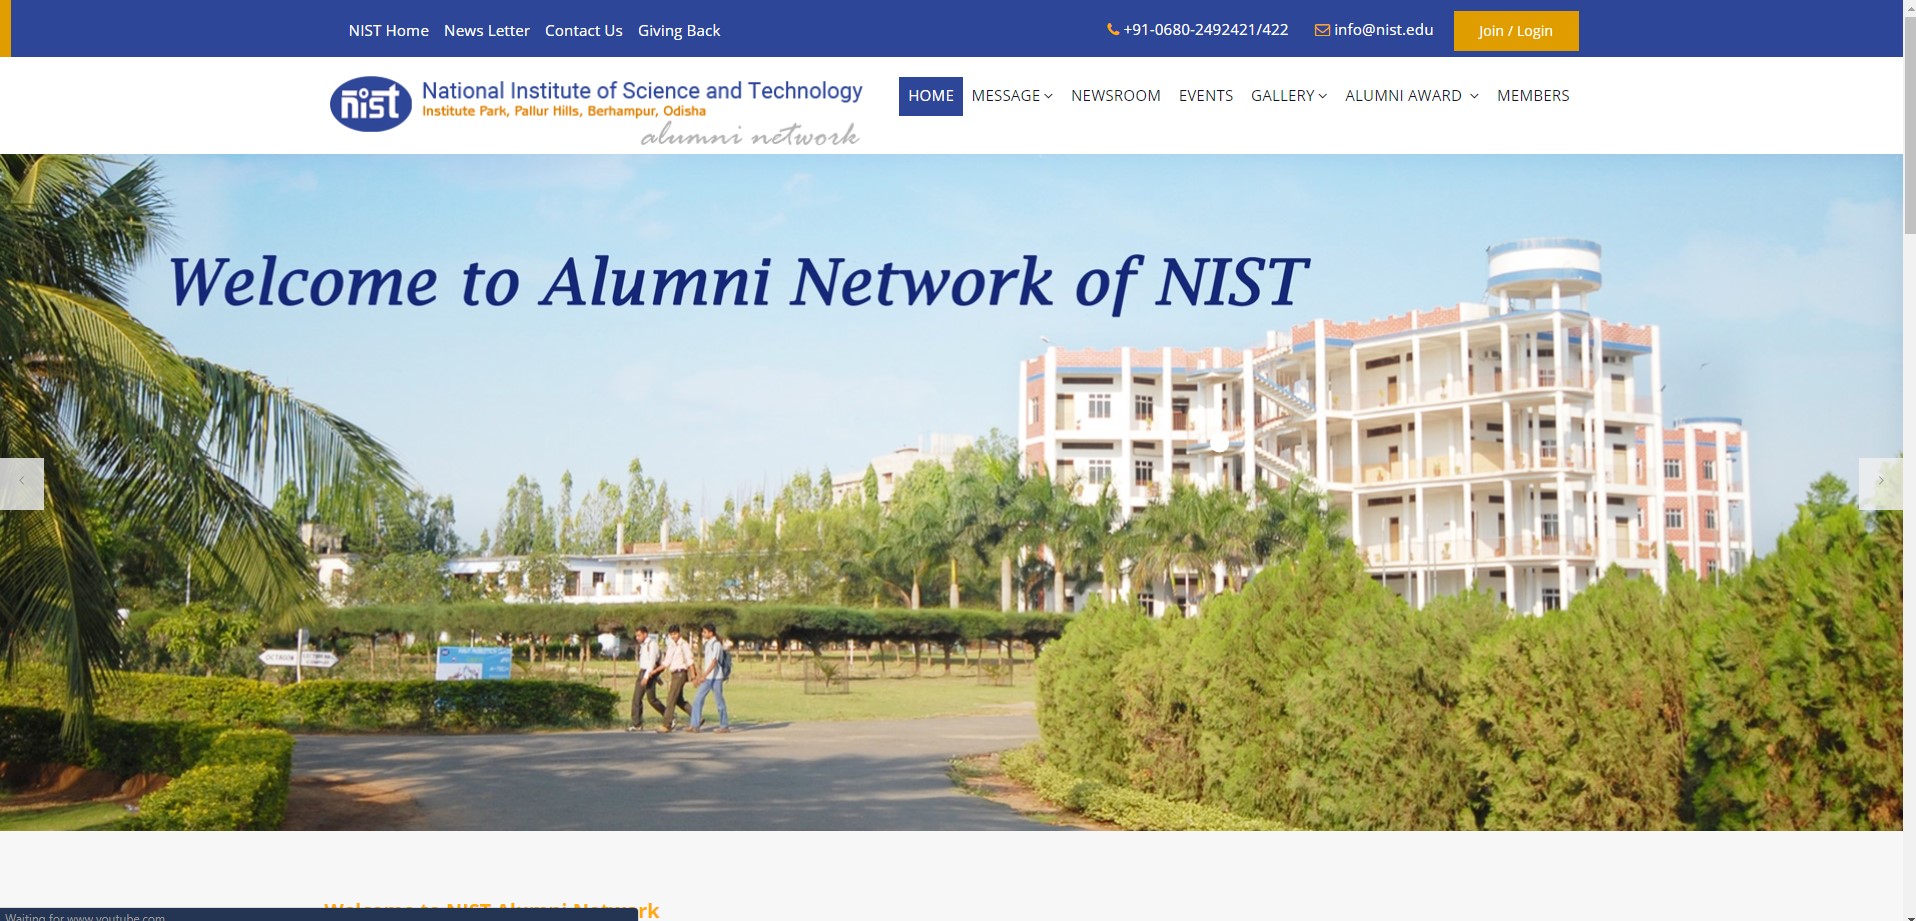 NIST Home News Letter Contact Us Giving Back +91-0680-2492421/422 info@nist.edu Join / Login
nist National Institute of Science and Technology
Institute Park, Pallur Hills, Berhampur, Odisha
alumni network
HOME MESSAGE NEWSROOM EVENTS GALLERY ALUMNI AWARD MEMBERS
Welcome to Alumni Network of NIST
OCTAGON
Welcome to NIST Alumni Network
Waiting for www.youtube.com